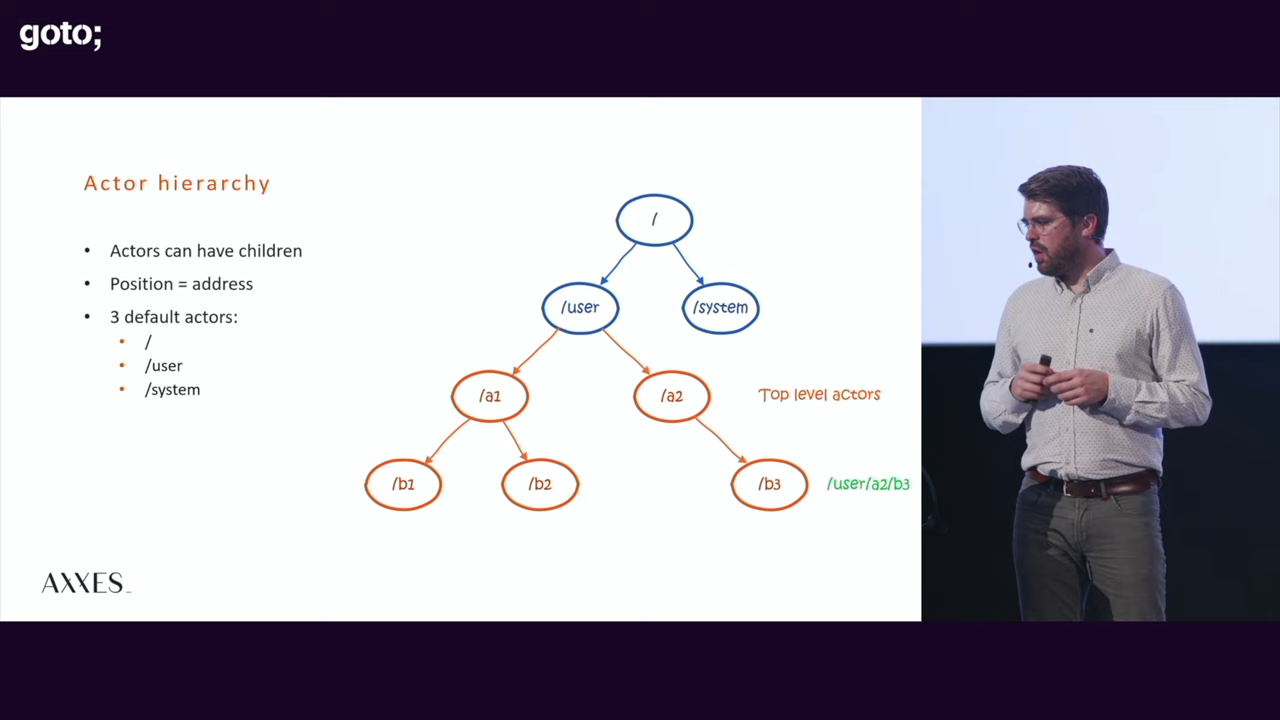 goto;
Actor hierarchy
• Actors can have children
• Position = address
• 3 default actors:
• /
• /user
• /system
/
/user
/system
/a1
/a2
Top level actors
/b1
/b2
/b3
/user/a2/b3
AXXES_